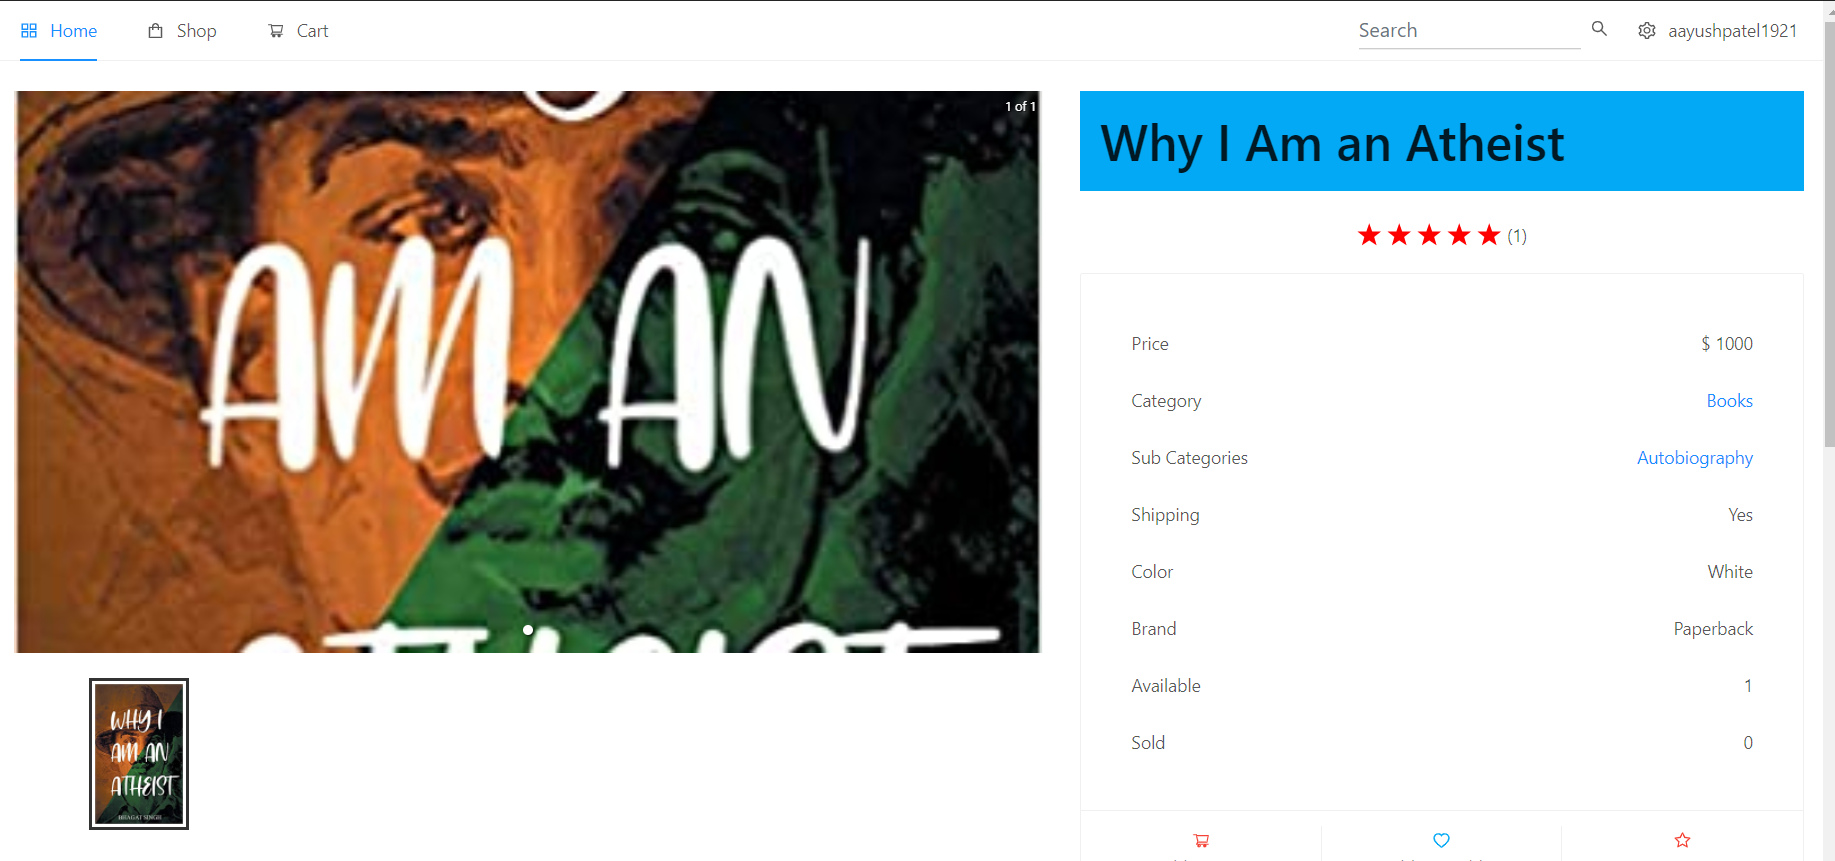 Home Shop Cart Search aayushpatel1921
1 of 1
AM AN
Why I Am an Atheist
(1)
Price $ 1000
Category Books
Sub Categories Autobiography
Shipping Yes
Color White
Brand Paperback
Available 1
Sold 0
WHY I
AM AN
ATHEIST
BHAGAT SINGH